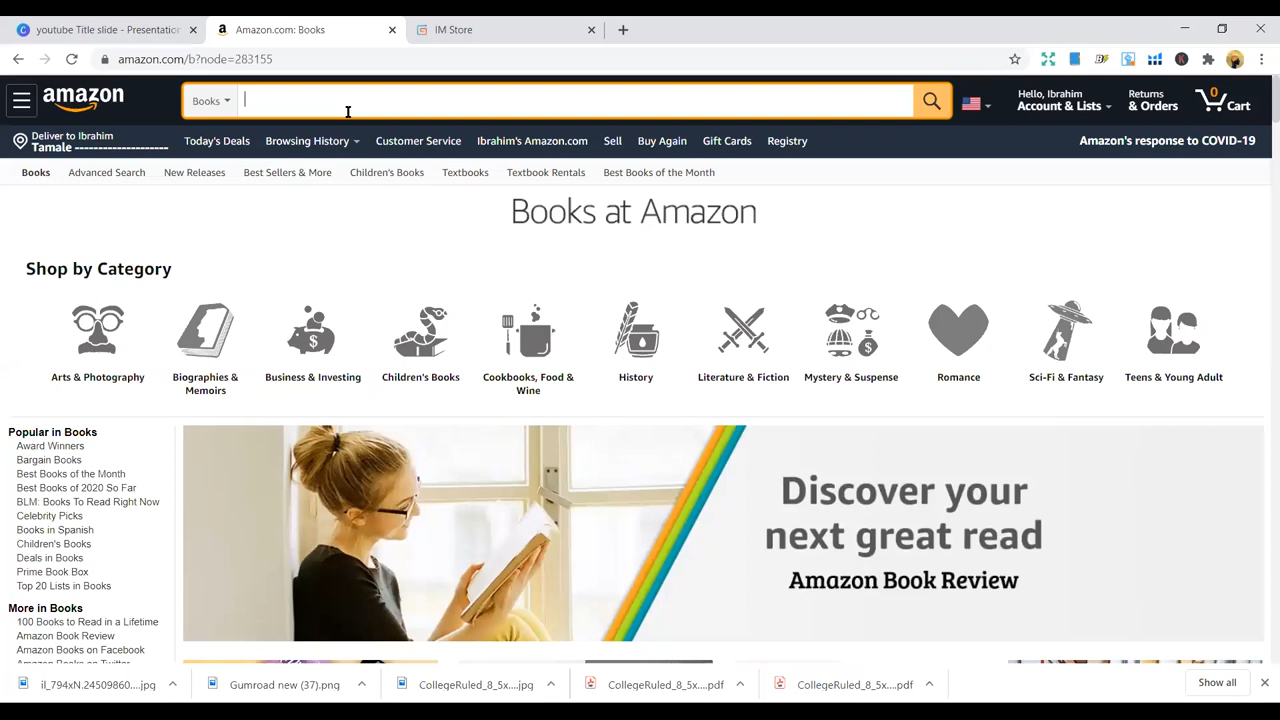 youtube Title slide - Presentation
Amazon.com: Books
IM Store
amazon.com/b?node=283155
amazon
Books
Hello, Ibrahim
Account & Lists
Returns
& Orders
0
Cart
Deliver to Ibrahim
Tamale --------------------
Today's Deals
Browsing History
Customer Service
Ibrahim's Amazon.com
Sell
Buy Again
Gift Cards
Registry
Amazon's response to COVID-19
Books
Advanced Search
New Releases
Best Sellers & More
Children's Books
Textbooks
Textbook Rentals
Best Books of the Month
Books at Amazon
Shop by Category
Arts & Photography
Biographies &
Memoirs
Business & Investing
Children's Books
Cookbooks, Food &
Wine
History
Literature & Fiction
Mystery & Suspense
Romance
Sci-Fi & Fantasy
Teens & Young Adult
Popular in Books
Award Winners
Bargain Books
Best Books of the Month
Best Books of 2020 So Far
BLM: Books To Read Right Now
Celebrity Picks
Books in Spanish
Children's Books
Deals in Books
Prime Book Box
Top 20 Lists in Books
More in Books
100 Books to Read in a Lifetime
Amazon Book Review
Amazon Books on Facebook
Amazon Books on Twitter
Discover your
next great read
Amazon Book Review
il_794xN.24509860....jpg
Gumroad new (37).png
CollegeRuled_8_5x....jpg
CollegeRuled_8_5x....pdf
CollegeRuled_8_5x....pdf
Show all